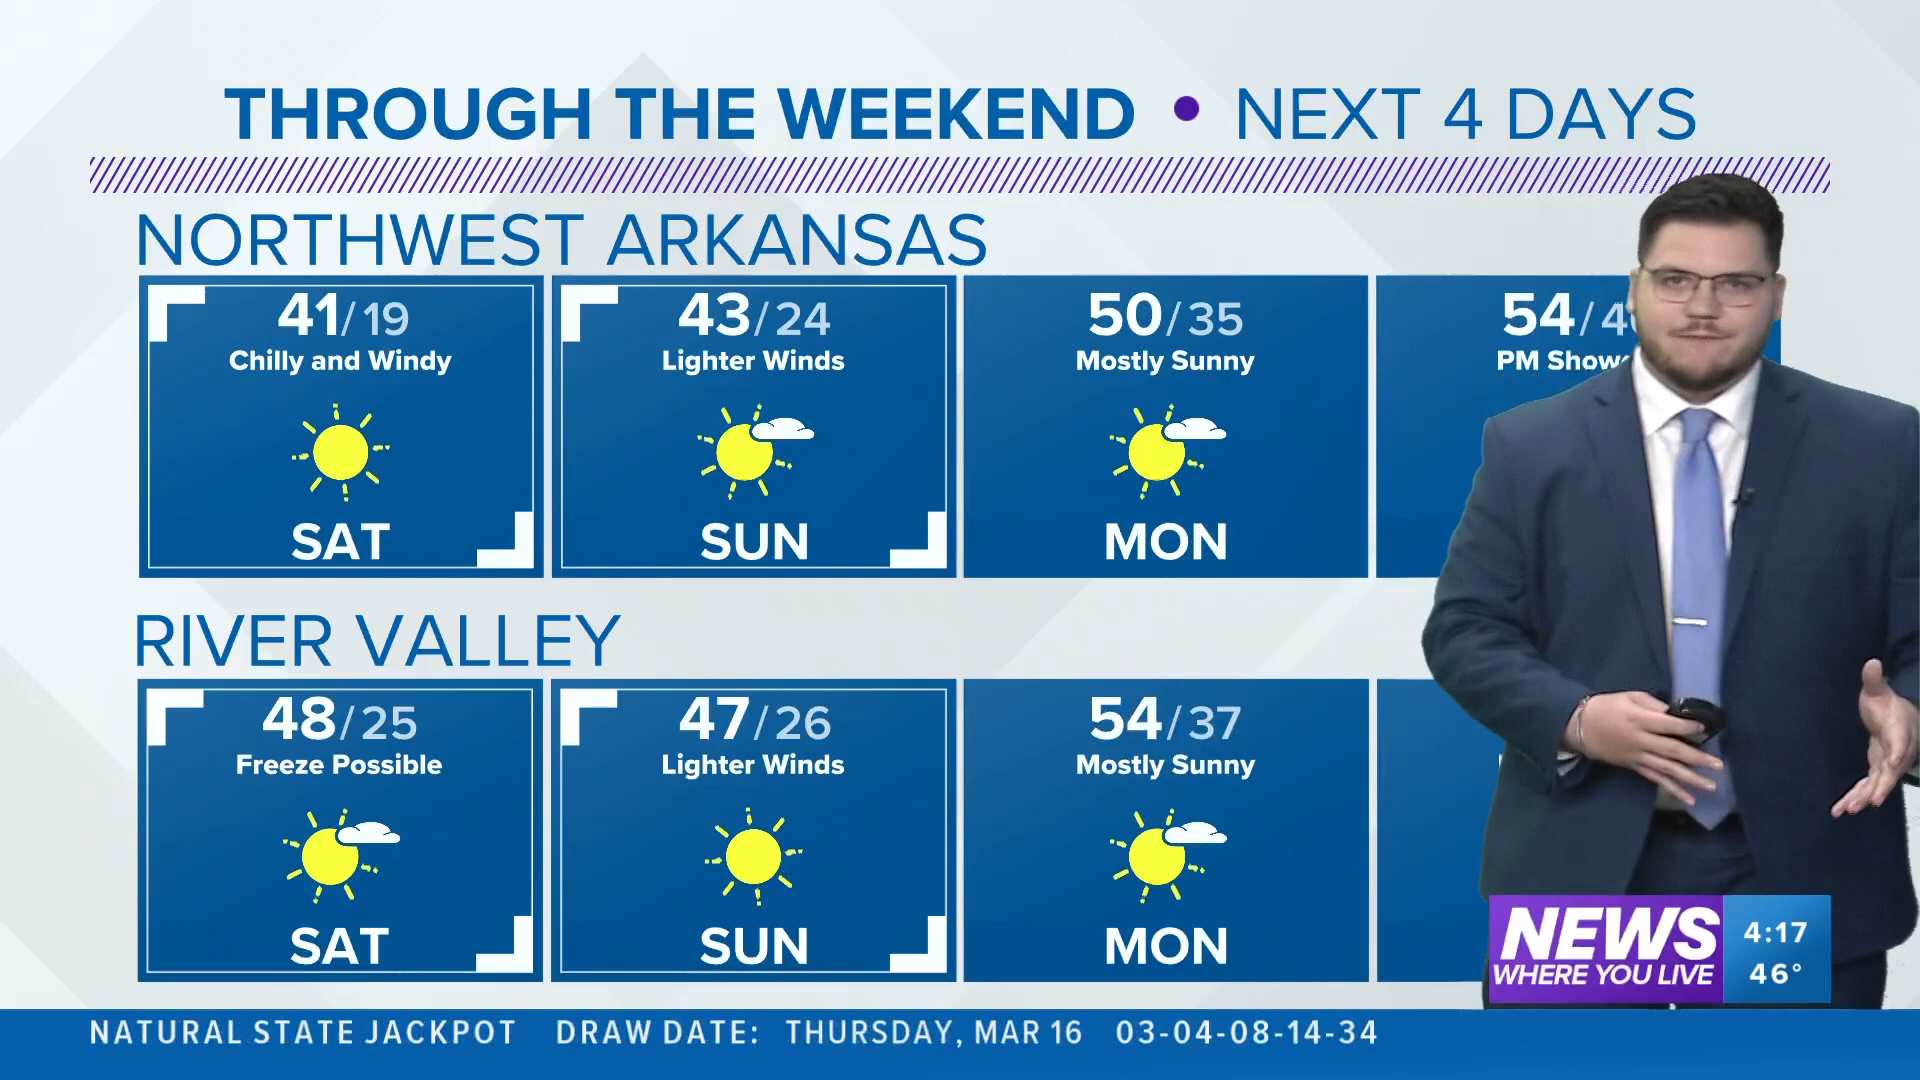 THROUGH THE WEEKEND • NEXT 4 DAYS
NORTHWEST ARKANSAS
41/19
Chilly and Windy
SAT
43/24
Lighter Winds
SUN
50/35
Mostly Sunny
MON
54/4
PM
RIVER VALLEY
48/25
Freeze Possible
SAT
47/26
Lighter Winds
SUN
54/37
Mostly Sunny
MON
NEWS
WHERE YOU LIVE
4:17
46°
NATURAL STATE JACKPOT DRAW DATE: THURSDAY, MAR 16 03-04-08-14-34